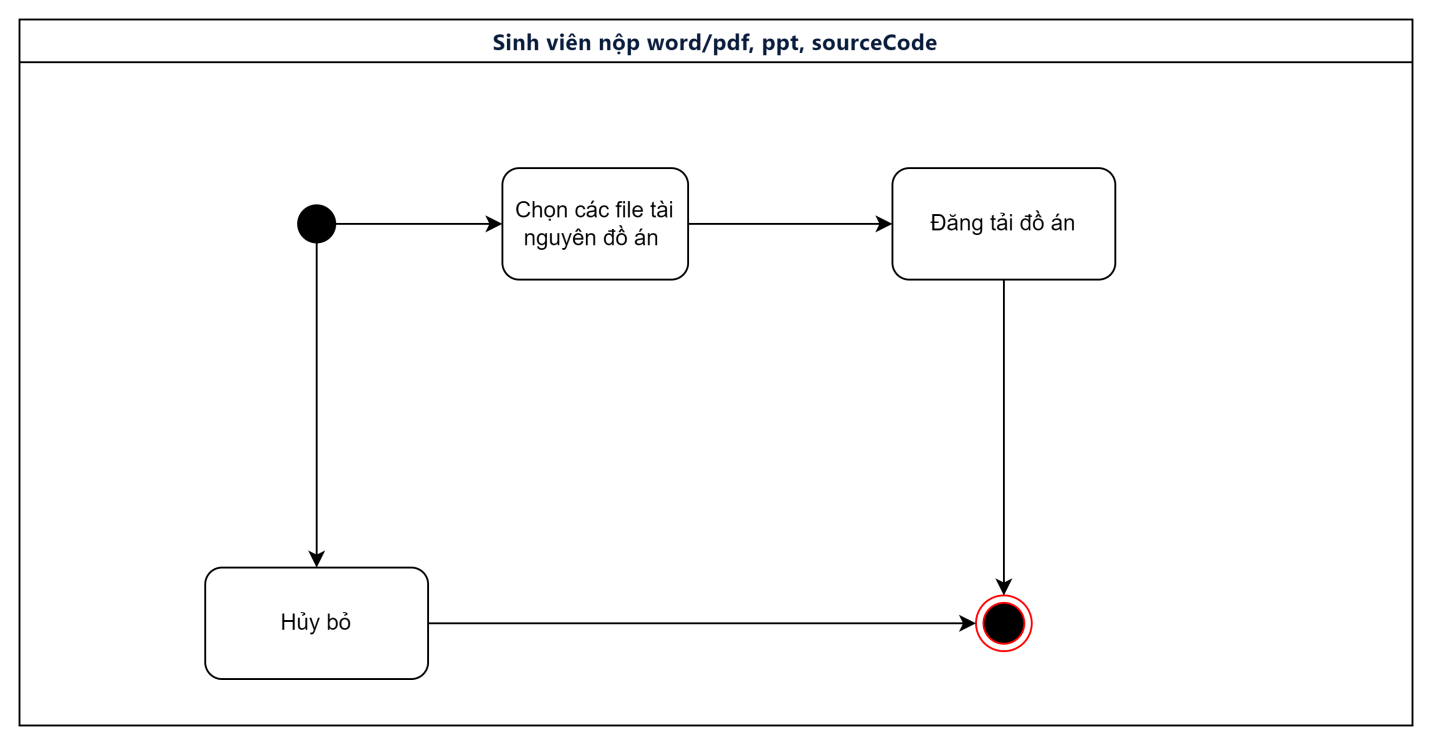 Sinh viên nộp word/pdf, ppt, sourceCode
Chọn các file tài
nguyên đồ án
Đăng tải đồ án
Hủy bỏ